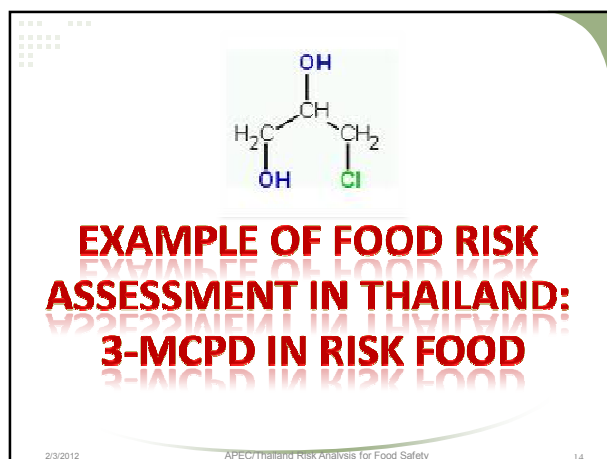 OH
CH
H₂C CH₂
OH Cl
EXAMPLE OF FOOD RISK
ASSESSMENT IN THAILAND:
3-MCPD IN RISK FOOD
2/3/2012 APEC/Thailand Risk Analysis for Food Safety 14